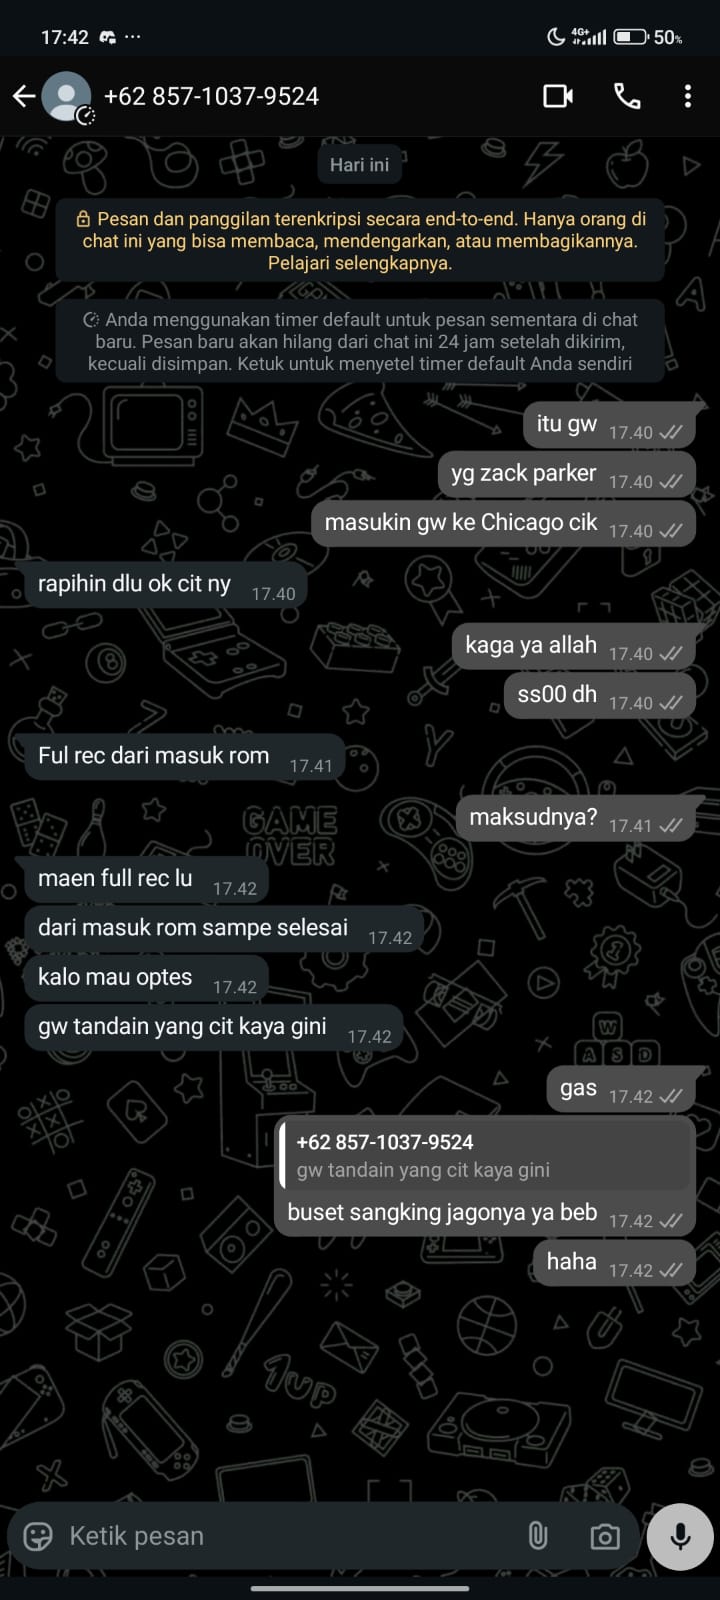 17:42 ...
4G+ 50%
+62 857-1037-9524
Hari ini
Pesan dan panggilan terenkripsi secara end-to-end. Hanya orang di
chat ini yang bisa membaca, mendengarkan, atau membagikannya.
Pelajari selengkapnya.
Anda menggunakan timer default untuk pesan sementara di chat
baru. Pesan baru akan hilang dari chat ini 24 jam setelah dikirim,
kecuali disimpan. Ketuk untuk menyetel timer default Anda sendiri
itu gw 17.40
yg zack parker 17.40
masukin gw ke Chicago cik 17.40
rapihin dlu ok cit ny 17.40
kaga ya allah 17.40
ss00 dh 17.40
Ful rec dari masuk rom 17.41
maksudnya? 17.41
GAME
OVER
maen full rec lu 17.42
dari masuk rom sampe selesai 17.42
kalo mau optes 17.42
gw tandain yang cit kaya gini 17.42
W
A S D
gas 17.42
+62 857-1037-9524
gw tandain yang cit kaya gini
buset sangking jagonya ya beb 17.42
haha 17.42
1UP
Ketik pesan